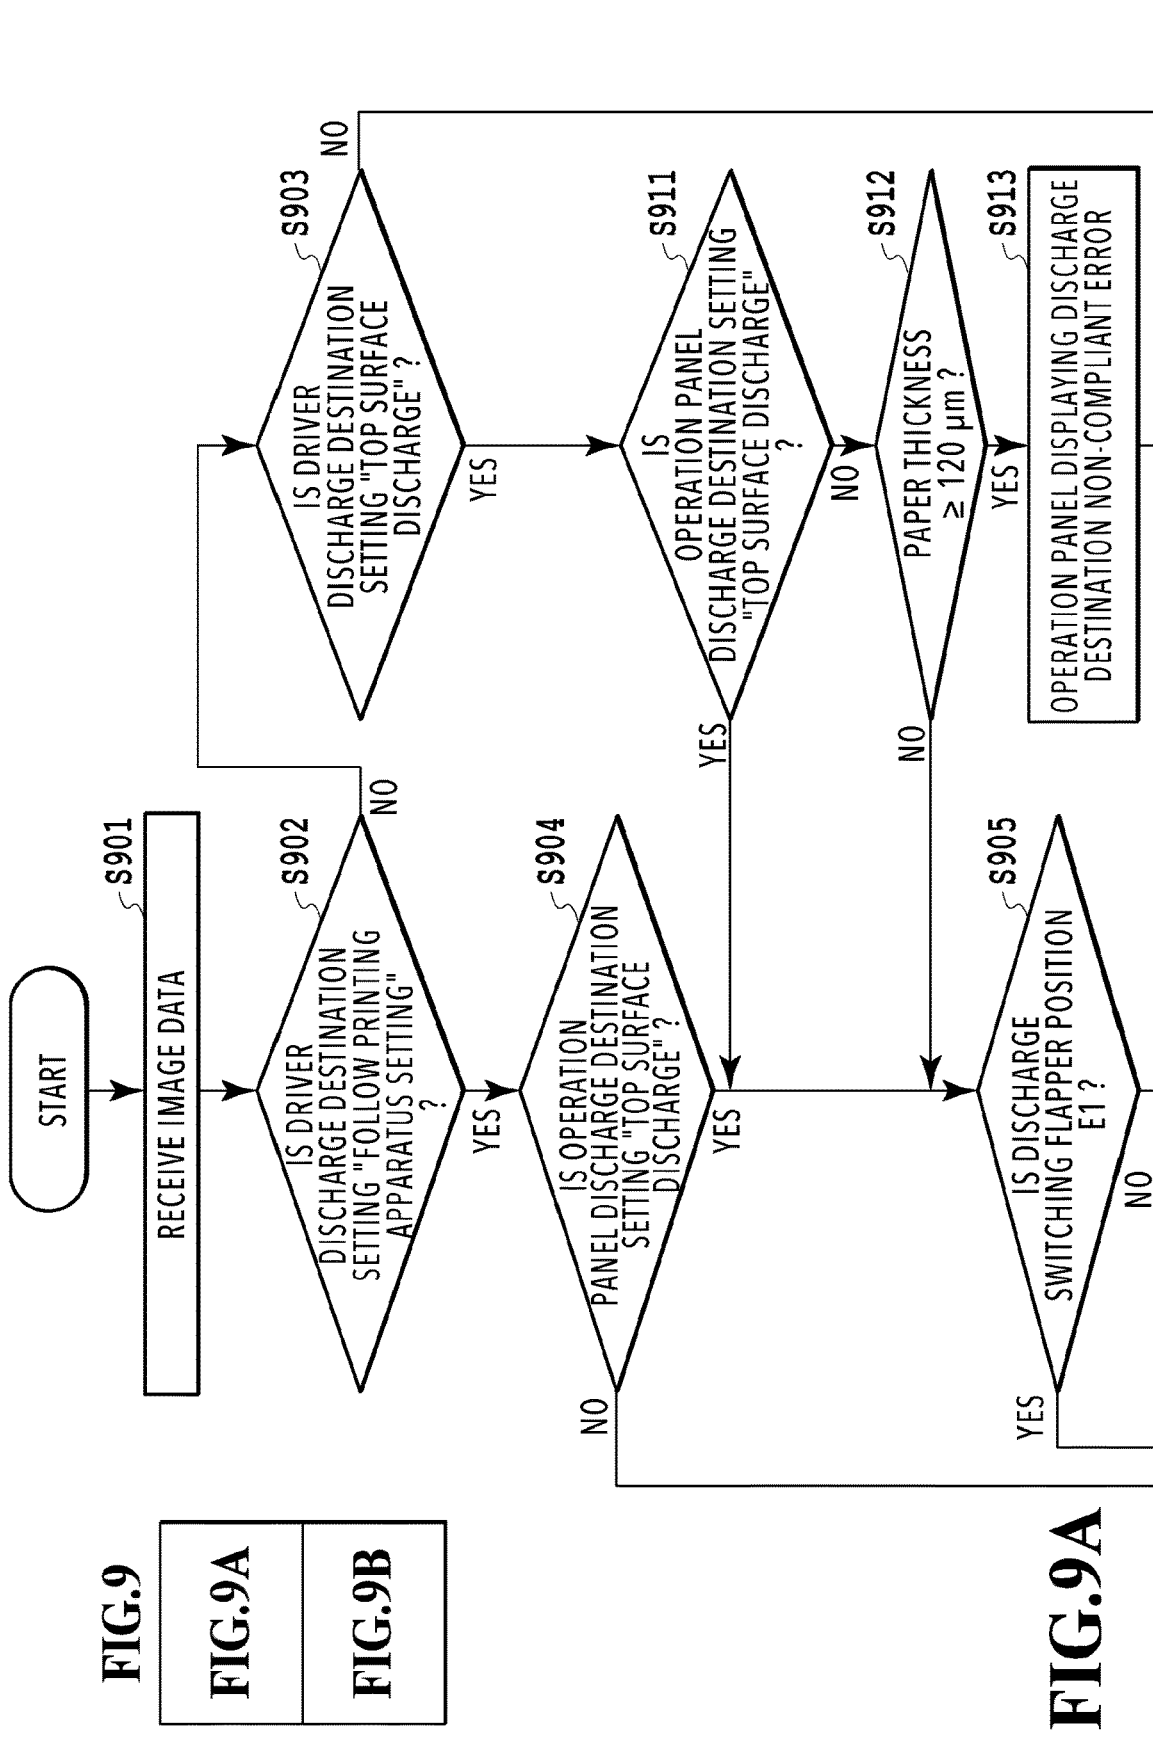 FIG.9
FIG.9A
FIG.9B
START
S901
RECEIVE IMAGE DATA
S902
IS DRIVER
DISCHARGE DESTINATION
SETTING "FOLLOW PRINTING
APPARATUS SETTING"
?
NO
YES
S903
IS DRIVER
DISCHARGE DESTINATION
SETTING "TOP SURFACE
DISCHARGE" ?
NO
YES
S904
IS OPERATION
PANEL DISCHARGE DESTINATION
SETTING "TOP SURFACE
DISCHARGE" ?
NO
YES
S911
IS
OPERATION PANEL
DISCHARGE DESTINATION SETTING
"TOP SURFACE DISCHARGE"
?
YES
NO
S912
PAPER THICKNESS
≥ 120 µm ?
NO
YES
S913
OPERATION PANEL DISPLAYING DISCHARGE
DESTINATION NON-COMPLIANT ERROR
S905
IS DISCHARGE
SWITCHING FLAPPER POSITION
E1 ?
YES
NO
FIG.9A